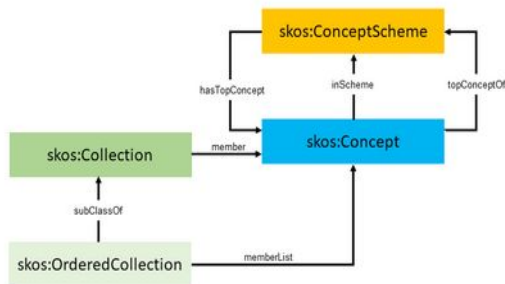 skos:ConceptScheme
hasTopConcept
inScheme
topConceptOf
skos:Collection
member
skos:Concept
subClassOf
skos:OrderedCollection
memberList